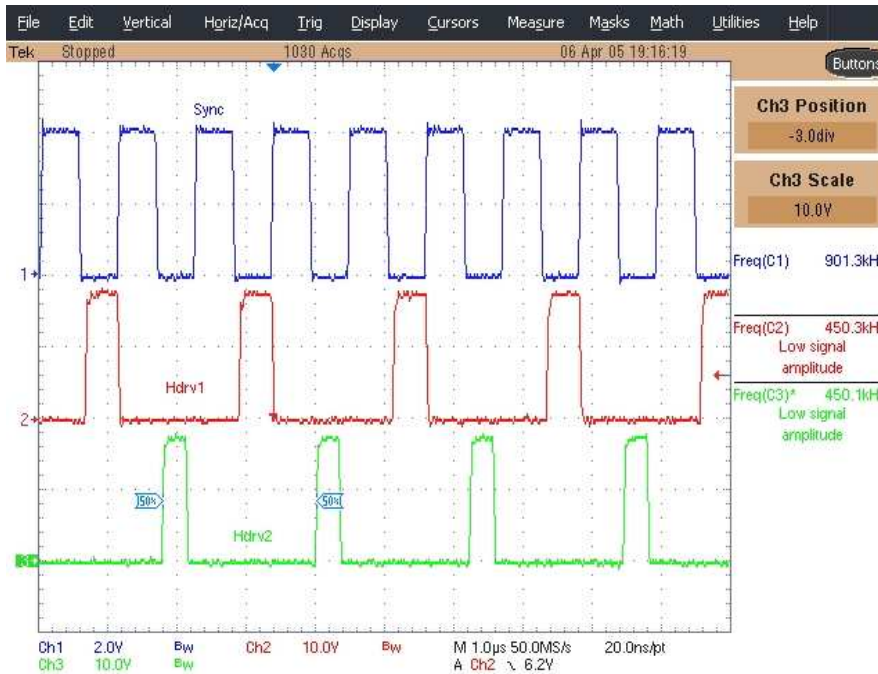 File Edit Vertical Horiz/Acq Trig Display Cursors Measure Masks Math Utilities Help
Tek Stopped 1030 Acqs 06 Apr 05 19:16:19
Buttons
Sync
Ch3 Position
-3.0div
Ch3 Scale
10.0V
1
Freq(C1) 901.3kH
Freq(C2) 450.3kH
Low signal
amplitude
Hdrv1
Freq(C3)* 450.1kH
Low signal
amplitude
2
50%
50%
Hdrv2
3
Ch1 2.0V Bw Ch2 10.0V Bw M 1.0µs 50.0MS/s 20.0ns/pt
Ch3 10.0V Bw A Ch2 6.2V